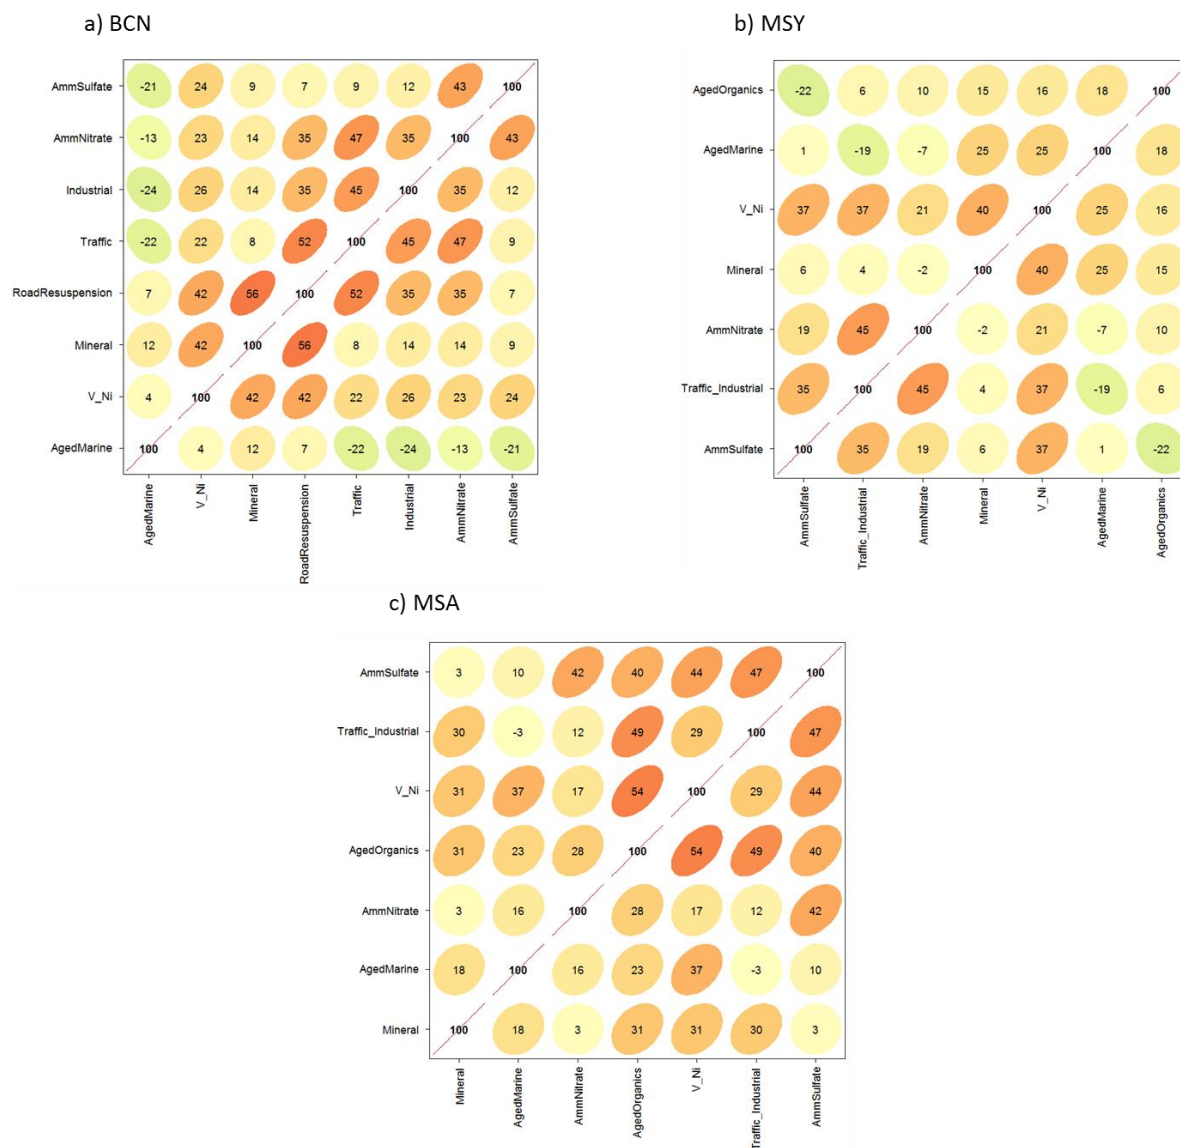 a) BCN
AmmSulfate -21 24 9 7 9 12 43 100
AmmNitrate -13 23 14 35 47 35 100 43
Industrial -24 26 14 35 45 100 35 12
Traffic -22 22 8 52 100 45 47 9
RoadResuspension 7 42 56 100 52 35 35 7
Mineral 12 42 100 56 8 14 14 9
V_Ni 4 100 42 42 22 26 23 24
AgedMarine 100 4 12 7 -22 -24 -13 -21
AgedMarine V_Ni Mineral RoadResuspension Traffic Industrial AmmNitrate AmmSulfate
b) MSY
AgedOrganics -22 6 10 15 16 18 100
AgedMarine 1 -19 -7 25 25 100 18
V_Ni 37 37 21 40 100 25 16
Mineral 6 4 -2 100 40 25 15
AmmNitrate 19 45 100 -2 21 -7 10
Traffic_Industrial 35 100 45 4 37 -19 6
AmmSulfate 100 35 19 6 37 1 -22
AmmSulfate Traffic_Industrial AmmNitrate Mineral V_Ni AgedMarine AgedOrganics
c) MSA
AmmSulfate 3 10 42 40 44 47 100
Traffic_Industrial 30 -3 12 49 29 100 47
V_Ni 31 37 17 54 100 29 44
AgedOrganics 31 23 28 100 54 49 40
AmmNitrate 3 16 100 28 17 12 42
AgedMarine 18 100 16 23 37 -3 10
Mineral 100 18 3 31 31 30 3
Mineral AgedMarine AmmNitrate AgedOrganics V_Ni Traffic_Industrial AmmSulfate